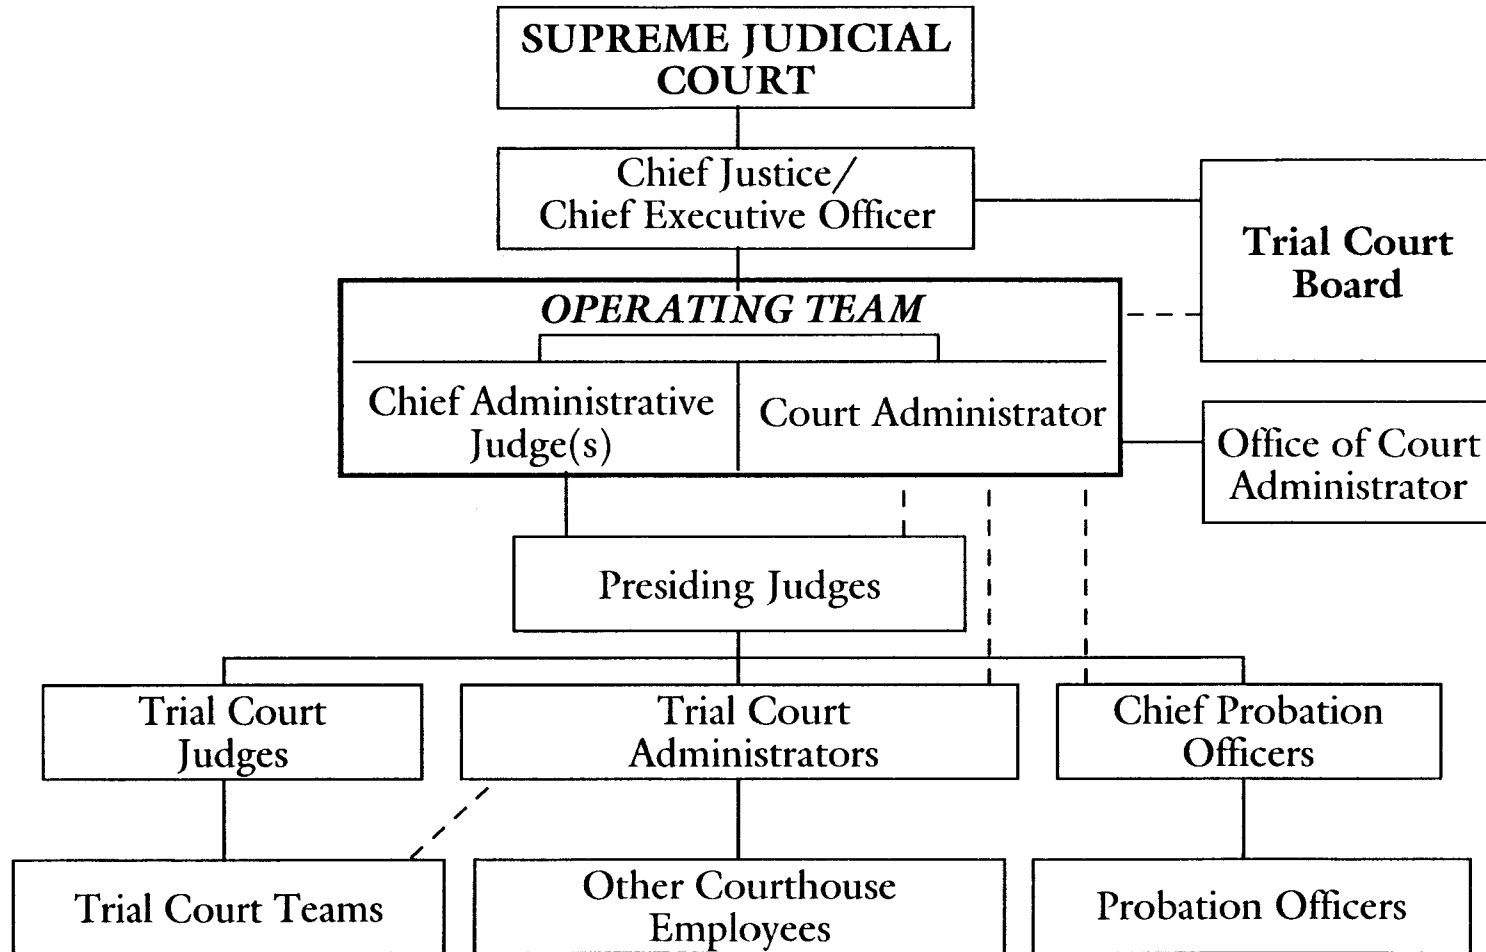 SUPREME JUDICIAL
COURT
Chief Justice/
Chief Executive Officer
Trial Court
Board
OPERATING TEAM
Chief Administrative
Judge(s)
Court Administrator
Office of Court
Administrator
Presiding Judges
Trial Court
Judges
Trial Court
Administrators
Chief Probation
Officers
Trial Court Teams
Other Courthouse
Employees
Probation Officers